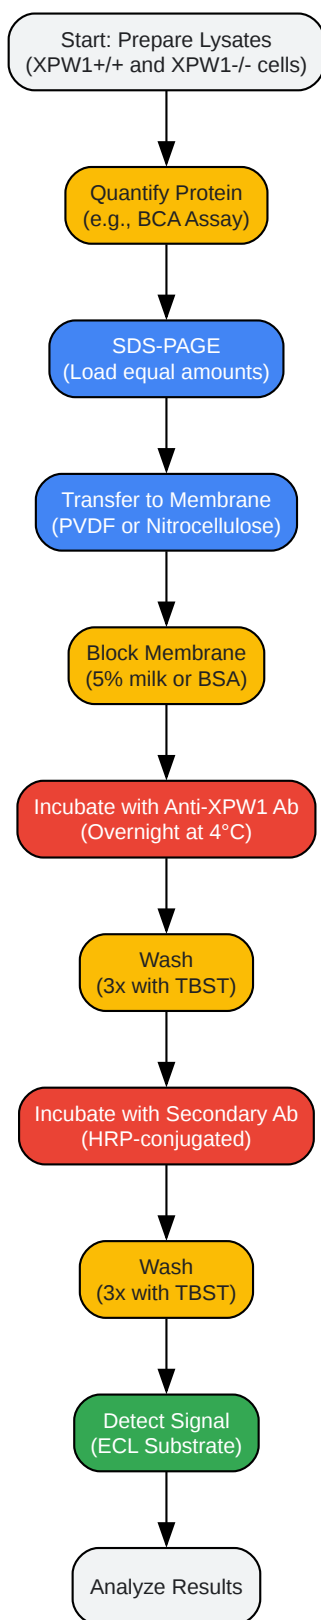 Start: Prepare Lysates
(XPW1+/+ and XPW1-/- cells)
Quantify Protein
(e.g., BCA Assay)
SDS-PAGE
(Load equal amounts)
Transfer to Membrane
(PVDF or Nitrocellulose)
Block Membrane
(5% milk or BSA)
Incubate with Anti-XPW1 Ab
(Overnight at 4°C)
Wash
(3x with TBST)
Incubate with Secondary Ab
(HRP-conjugated)
Wash
(3x with TBST)
Detect Signal
(ECL Substrate)
Analyze Results